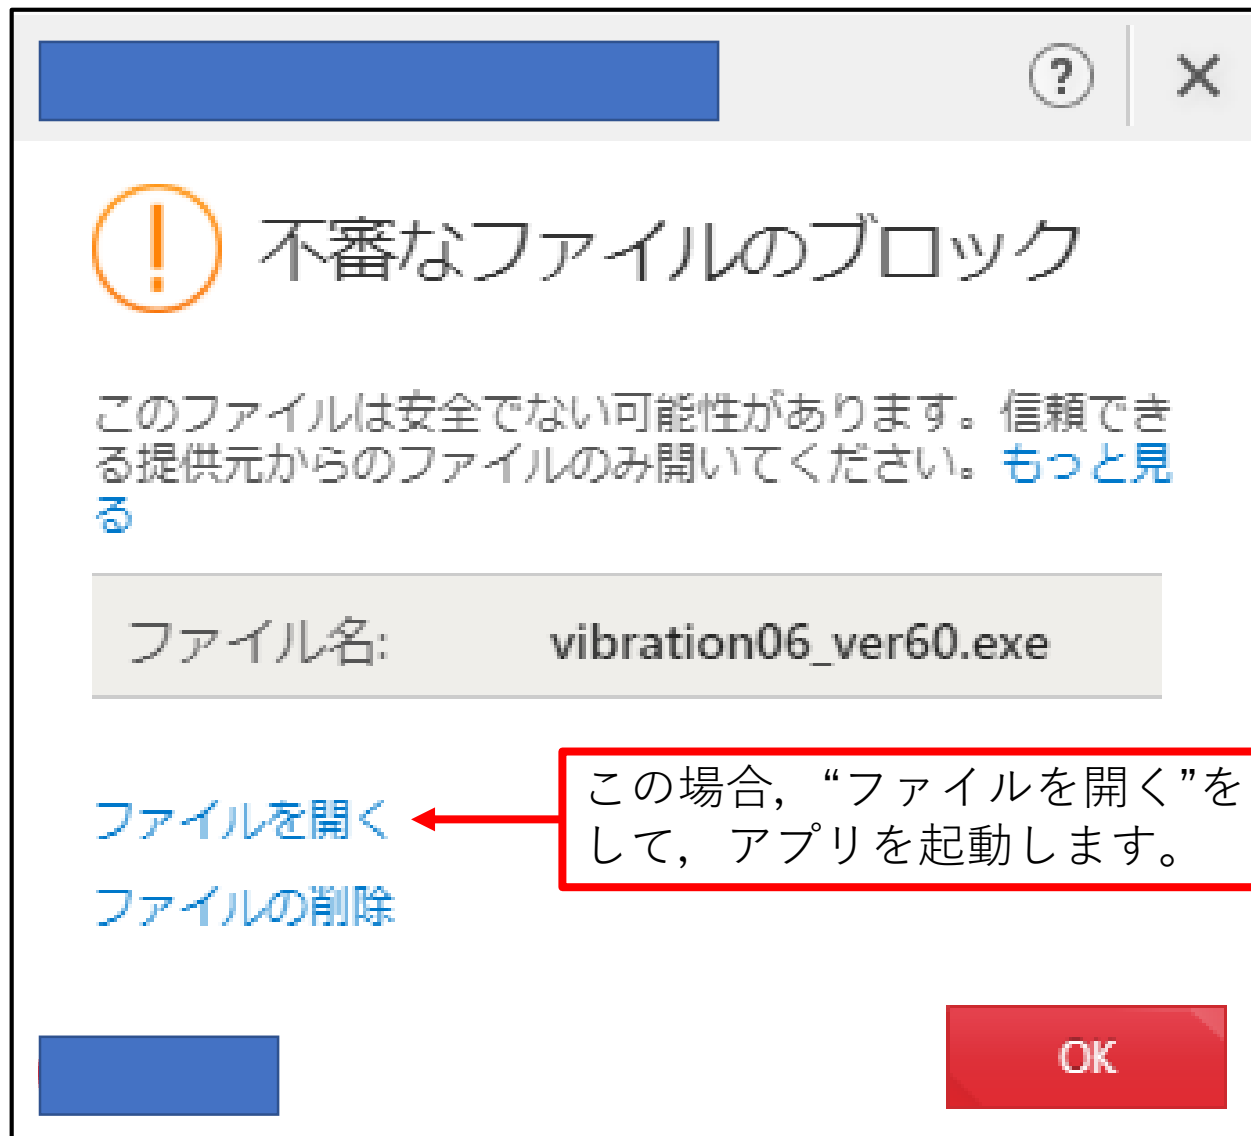 ?
不審なファイルのブロック
このファイルは安全でない可能性があります。信頼でき
る提供元からのファイルのみ開いてください。もっと見
る
ファイル名: vibration06_ver60.exe
この場合, “ファイルを開く”を
して, アプリを起動します。
ファイルを開く
ファイルの削除
OK